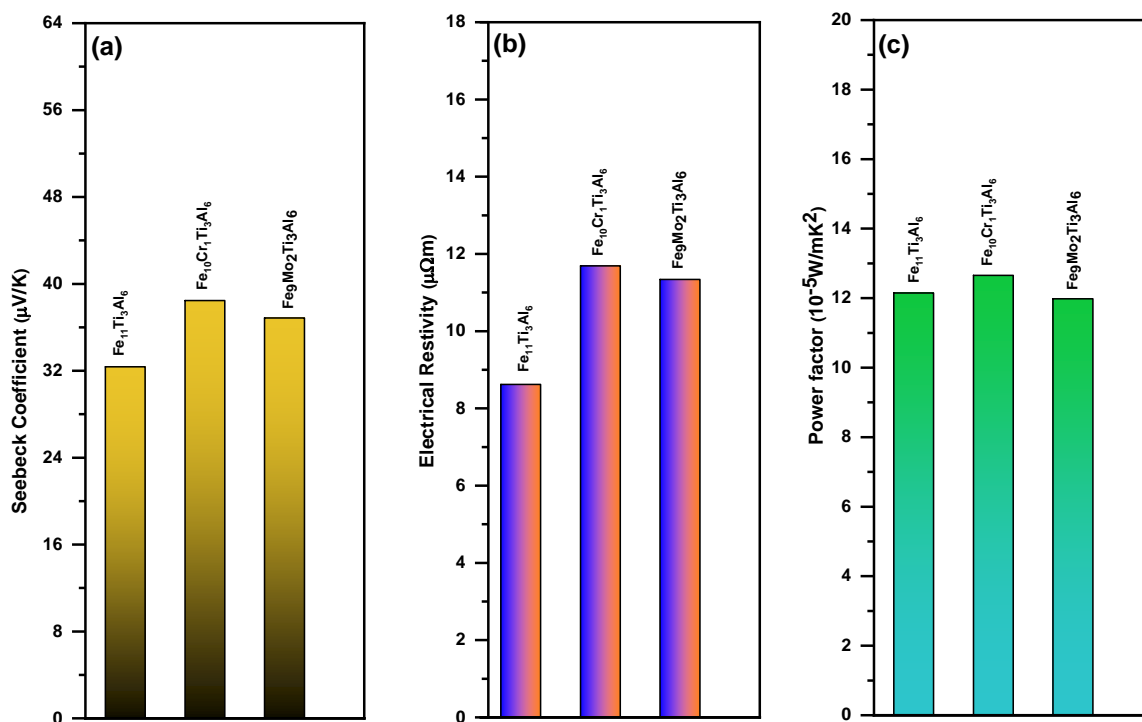 (a)
Seebeck Coefficient (μV/K)
64
56
48
40
32
24
16
8
0
Fe₁₁Ti₃Al₆
Fe₁₀Cr₁Ti₃Al₆
Fe₉Mo₂Ti₃Al₆
(b)
Electrical Restivity (μΩm)
18
16
14
12
10
8
6
4
2
0
Fe₁₁Ti₃Al₆
Fe₁₀Cr₁Ti₃Al₆
Fe₉Mo₂Ti₃Al₆
(c)
Power factor (10⁻⁵W/mK²)
20
18
16
14
12
10
8
6
4
2
0
Fe₁₁Ti₃Al₆
Fe₁₀Cr₁Ti₃Al₆
Fe₉Mo₂Ti₃Al₆